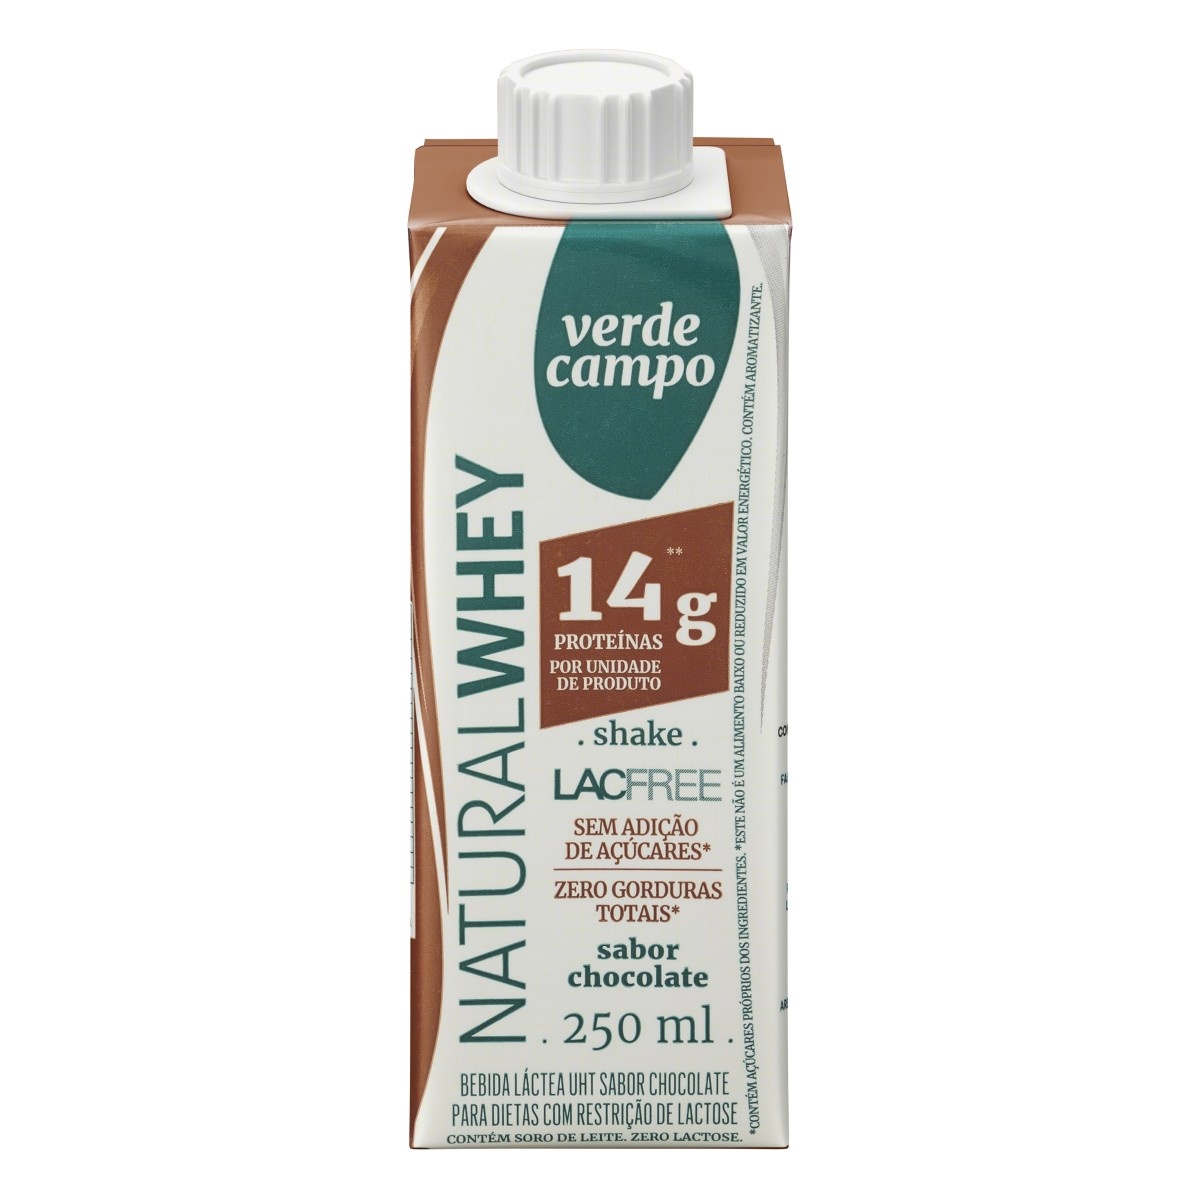 verde
campo
NATURALWHEY
14**g
PROTEÍNAS
POR UNIDADE
DE PRODUTO
. shake .
LACFREE
SEM ADIÇÃO
DE AÇÚCARES*
ZERO GORDURAS
TOTAIS*
sabor
chocolate
. 250 ml .
BEBIDA LÁCTEA UHT SABOR CHOCOLATE
PARA DIETAS COM RESTRIÇÃO DE LACTOSE
CONTÉM SORO DE LEITE. ZERO LACTOSE.
*CONTÉM AÇÚCARES PRÓPRIOS DOS INGREDIENTES. *ESTE NÃO É UM ALIMENTO BAIXO OU REDUZIDO EM VALOR ENERGÉTICO. CONTÉM AROMATIZANTE.